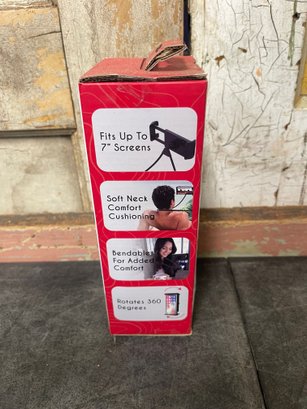 Fits Up To
7" Screens
Soft Neck
Comfort
Cushioning
Bendable
For Added
Comfort
Rotates 360
Degrees